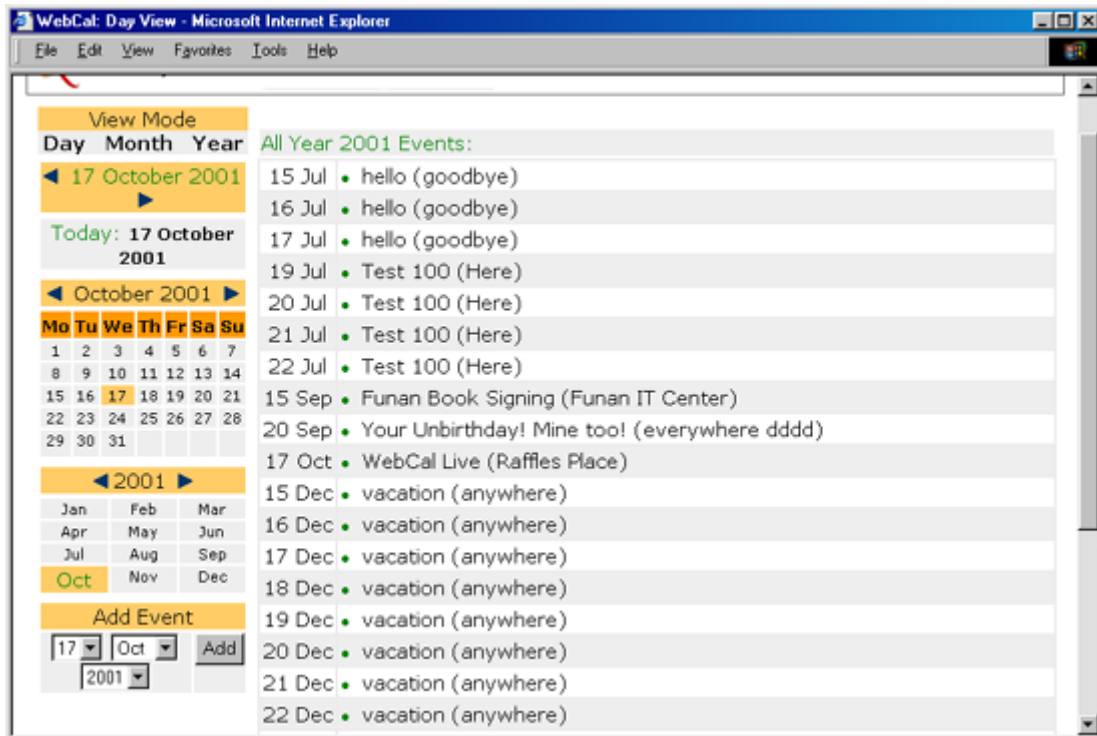 WebCal: Day View - Microsoft Internet Explorer
File Edit View Favorites Tools Help
View Mode
Day Month Year
17 October 2001
Today: 17 October
2001
October 2001
Mo Tu We Th Fr Sa Su
1 2 3 4 5 6 7
8 9 10 11 12 13 14
15 16 17 18 19 20 21
22 23 24 25 26 27 28
29 30 31
2001
Jan Feb Mar
Apr May Jun
Jul Aug Sep
Oct Nov Dec
Add Event
17 Oct Add
2001
All Year 2001 Events:
15 Jul • hello (goodbye)
16 Jul • hello (goodbye)
17 Jul • hello (goodbye)
19 Jul • Test 100 (Here)
20 Jul • Test 100 (Here)
21 Jul • Test 100 (Here)
22 Jul • Test 100 (Here)
15 Sep • Funan Book Signing (Funan IT Center)
20 Sep • Your Unbirthday! Mine too! (everywhere dddd)
17 Oct • WebCal Live (Raffles Place)
15 Dec • vacation (anywhere)
16 Dec • vacation (anywhere)
17 Dec • vacation (anywhere)
18 Dec • vacation (anywhere)
19 Dec • vacation (anywhere)
20 Dec • vacation (anywhere)
21 Dec • vacation (anywhere)
22 Dec • vacation (anywhere)